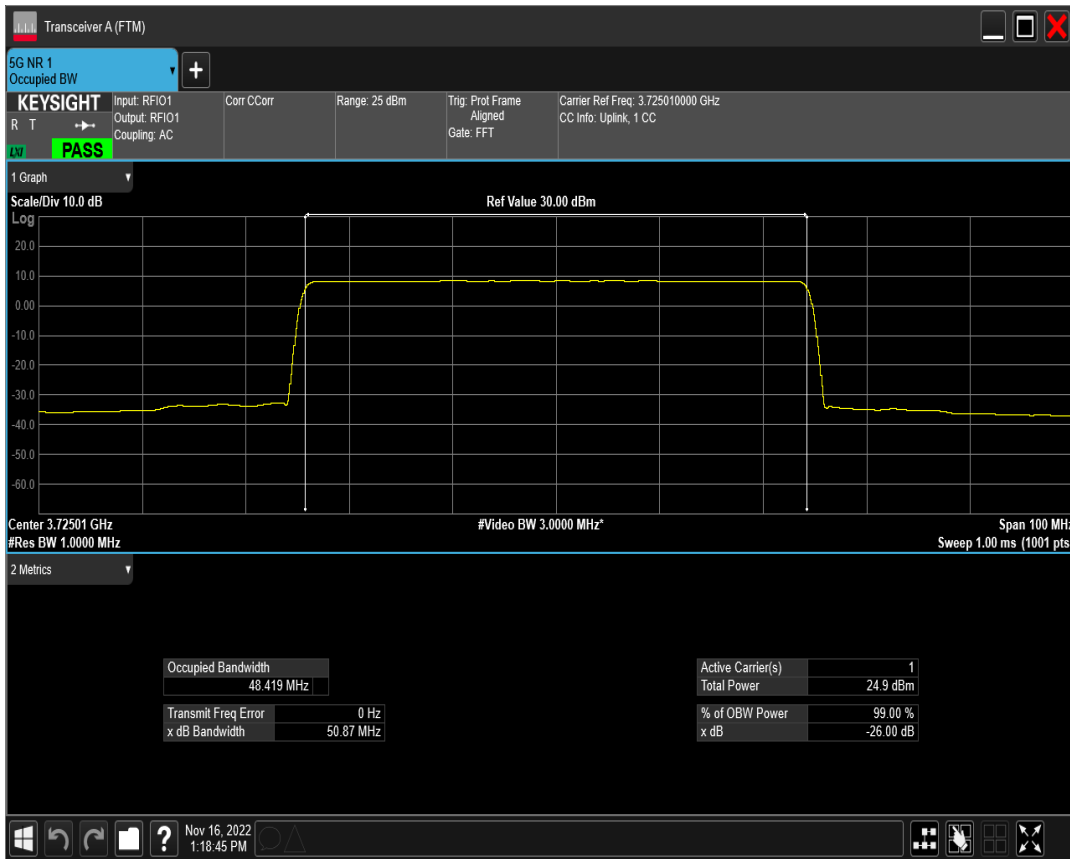 Transceiver A (FTM)
5G NR 1
Occupied BW
+
KEYSIGHT
R T
LXI
PASS
Input: RFIO1
Output: RFIO1
Coupling: AC
Corr CCorr
Range: 25 dBm
Trig: Prot Frame
Aligned
Gate: FFT
Carrier Ref Freq: 3.725010000 GHz
CC Info: Uplink, 1 CC
1 Graph
Scale/Div 10.0 dB
Ref Value 30.00 dBm
Log
20.0
10.0
0.00
-10.0
-20.0
-30.0
-40.0
-50.0
-60.0
Center 3.72501 GHz
#Video BW 3.0000 MHz*
Span 100 MHz
#Res BW 1.0000 MHz
Sweep 1.00 ms (1001 pts
2 Metrics
Occupied Bandwidth
48.419 MHz
Transmit Freq Error 0 Hz
x dB Bandwidth 50.87 MHz
Active Carrier(s) 1
Total Power 24.9 dBm
% of OBW Power 99.00 %
x dB -26.00 dB
?
Nov 16, 2022
1:18:45 PM